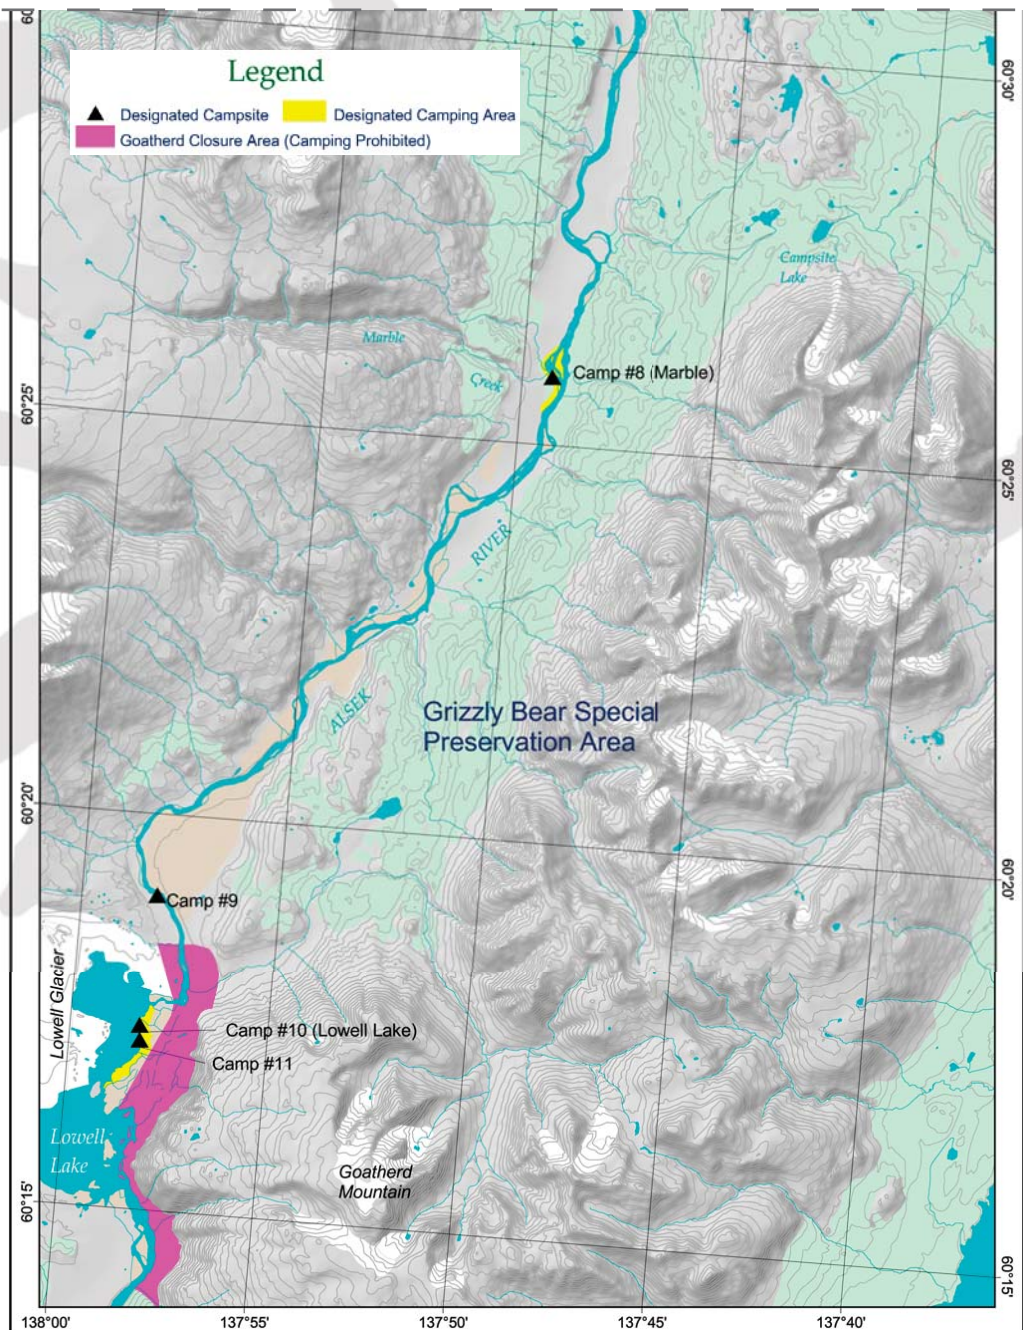 60
Legend
Designated Campsite
Designated Camping Area
Goatherd Closure Area (Camping Prohibited)
60°30'
Campsite
Lake
Marble
Creek
Camp #8 (Marble)
60°25'
60°25'
RIVER
ALSEK
Grizzly Bear Special
Preservation Area
60°20'
60°20'
Camp #9
Lowell Glacier
Camp #10 (Lowell Lake)
Camp #11
Lowell
Lake
Goatherd
Mountain
60°15'
60°15'
138°00'
137°55'
137°50'
137°45'
137°40'